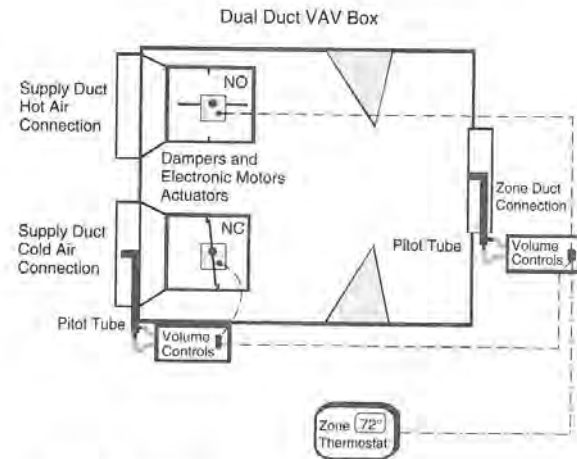 Dual Duct VAV Box
Supply Duct
Hot Air
Connection
NO
Dampers and
Electronic Motors
Actuators
Supply Duct
Cold Air
Connection
NC
Zone Duct
Connection
Pilot Tube
Volume
Controls
Pilot Tube
Volume
Controls
Zone 72°
Thermostat